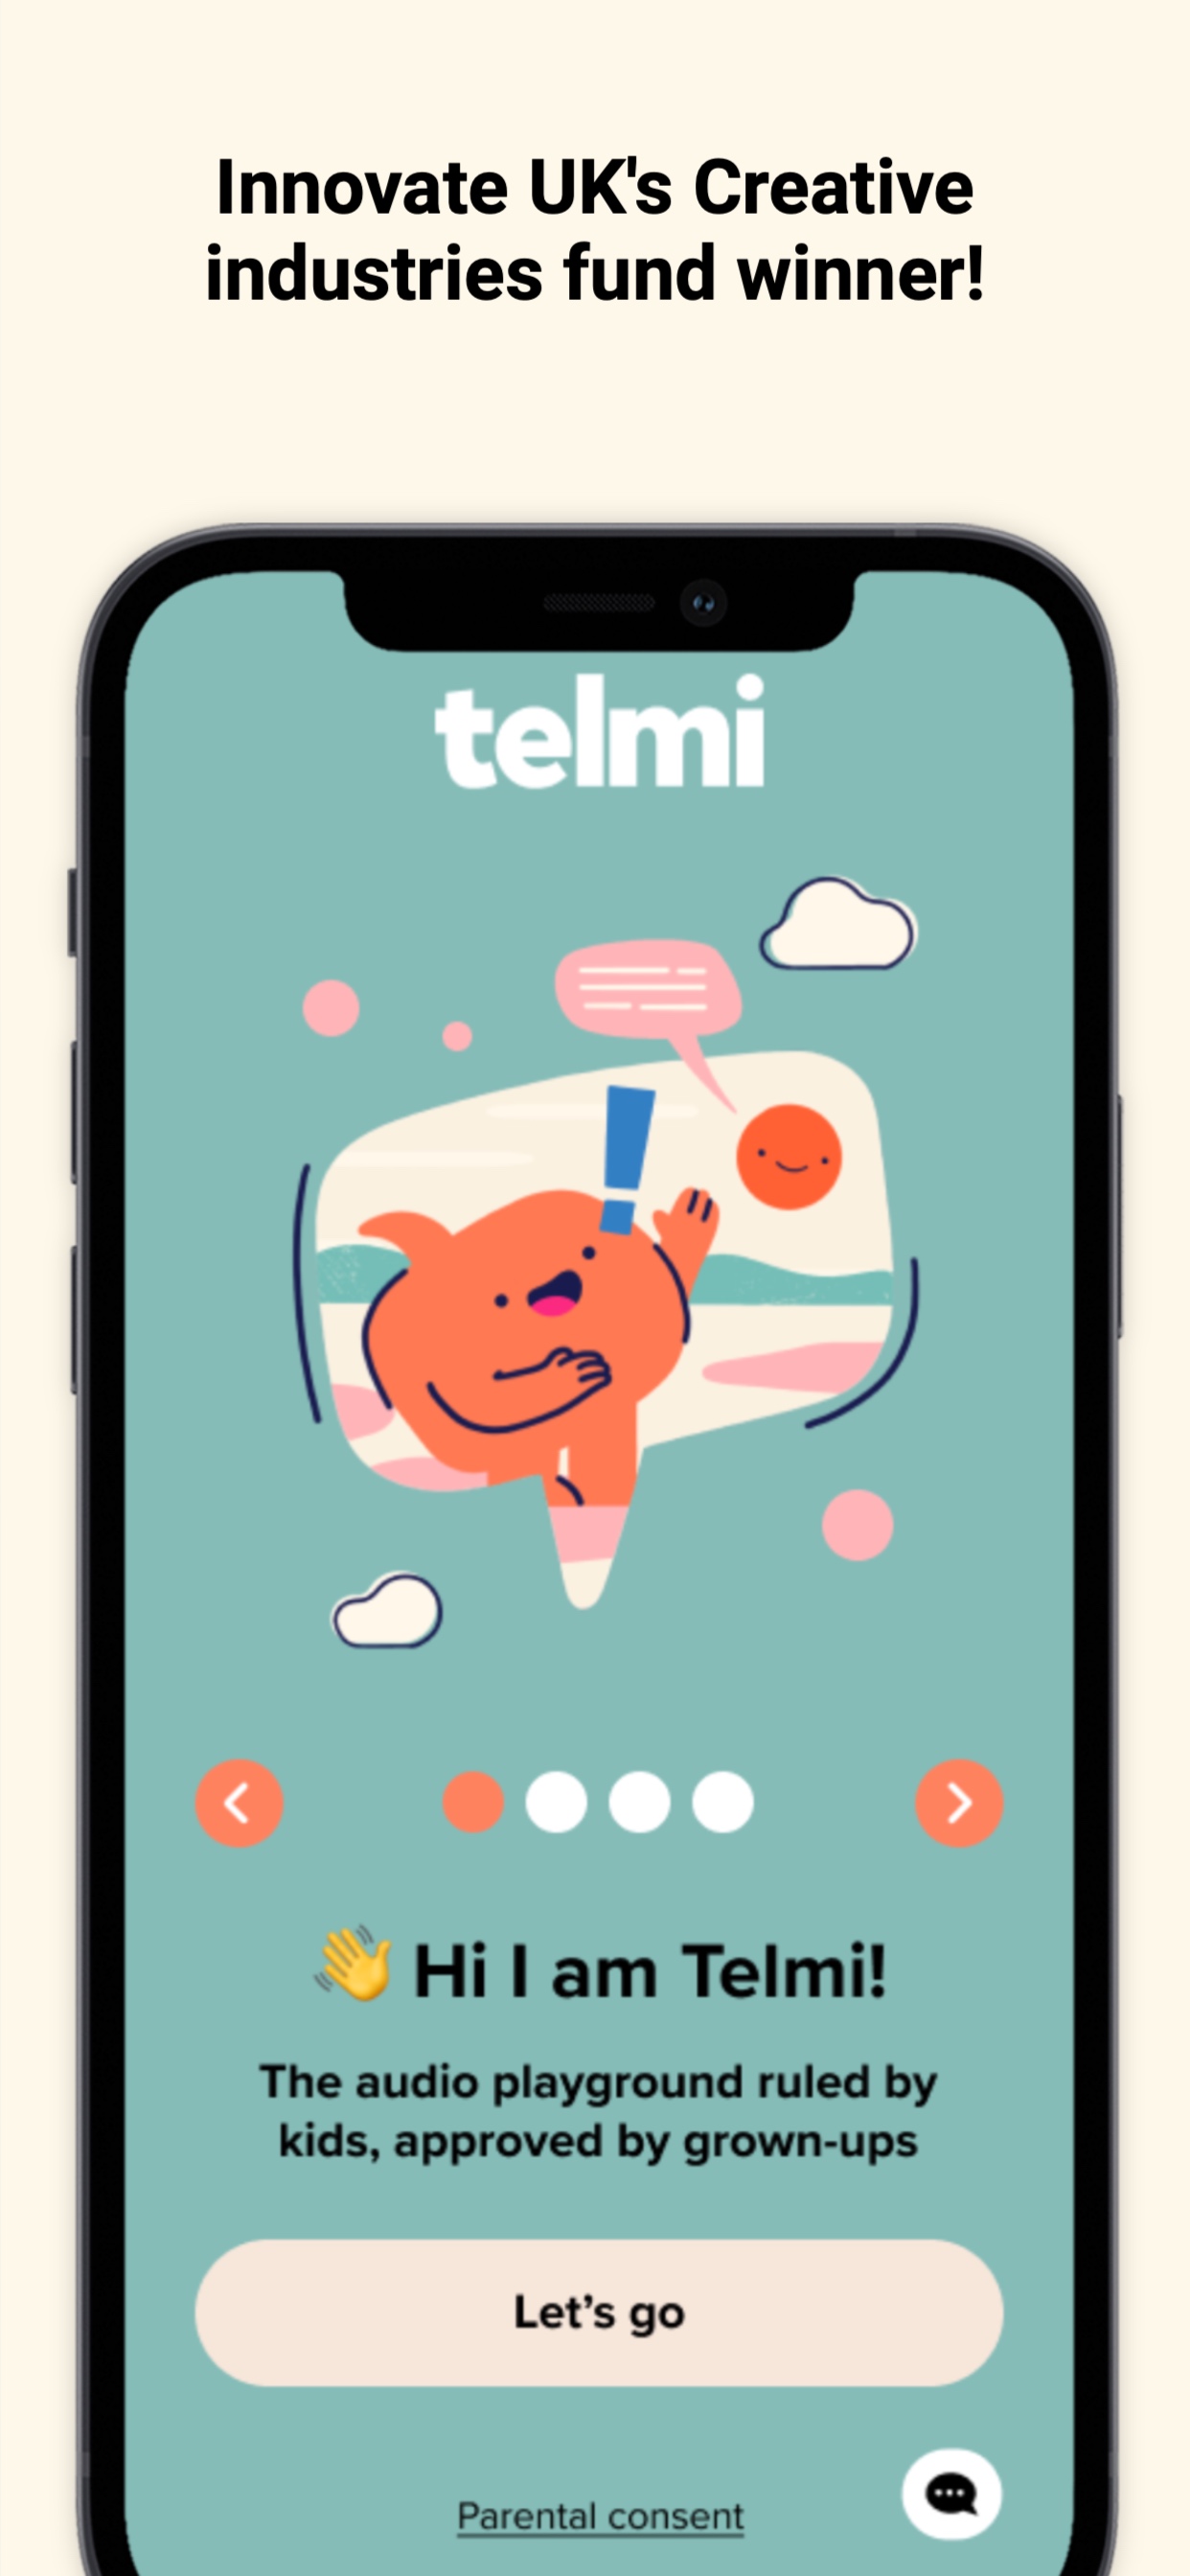 Innovate UK's Creative
industries fund winner!
telmi
👋 Hi I am Telmi!
The audio playground ruled by
kids, approved by grown-ups
Let’s go
Parental consent